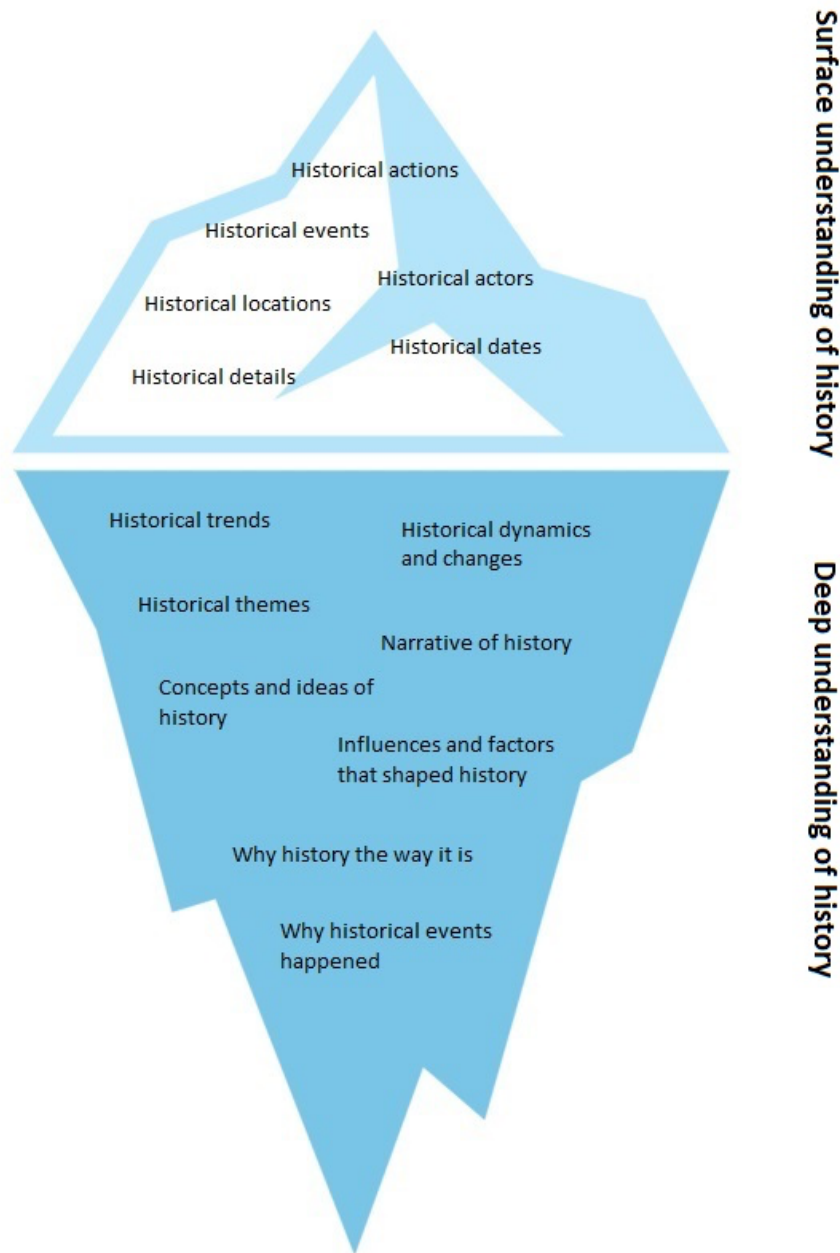 Surface understanding of history
Historical actions
Historical events
Historical actors
Historical locations
Historical dates
Historical details
Deep understanding of history
Historical trends
Historical dynamics
and changes
Historical themes
Narrative of history
Concepts and ideas of
history
Influences and factors
that shaped history
Why history the way it is
Why historical events
happened